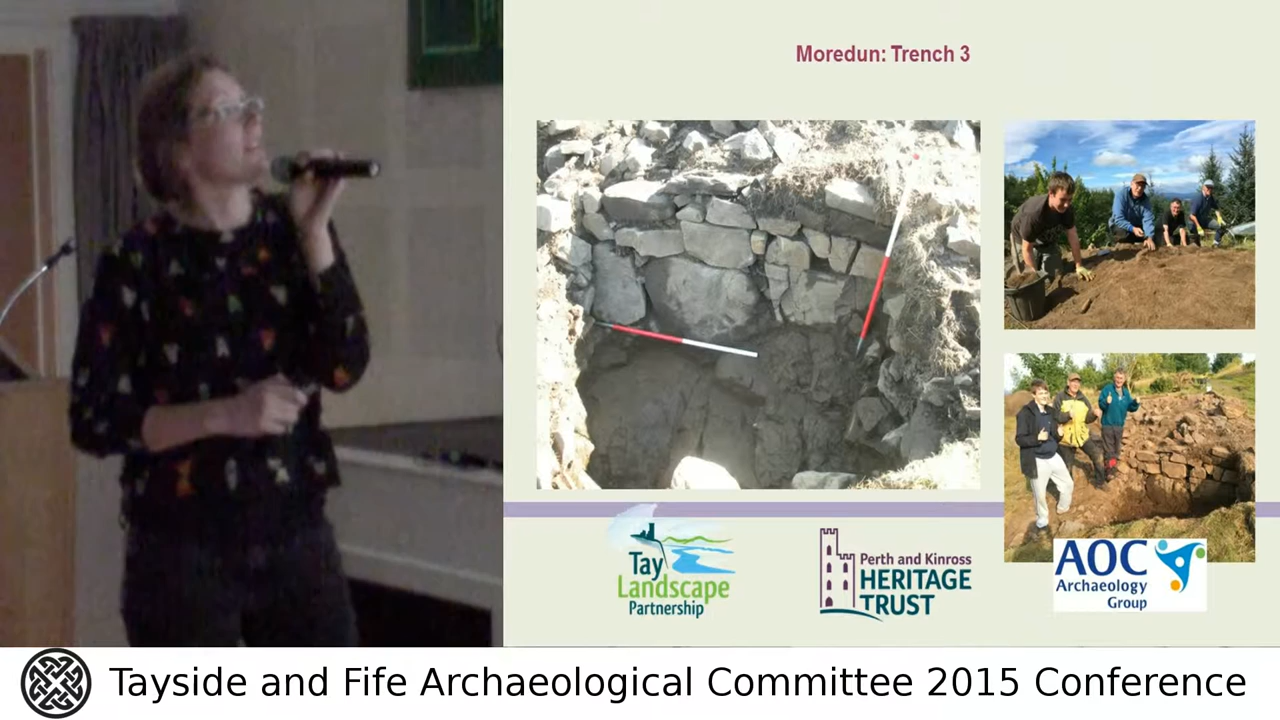 Moredun: Trench 3
Tay
Landscape
Partnership
Perth and Kinross
HERITAGE
TRUST
AOC
Archaeology
Group
Tayside and Fife Archaeological Committee 2015 Conference